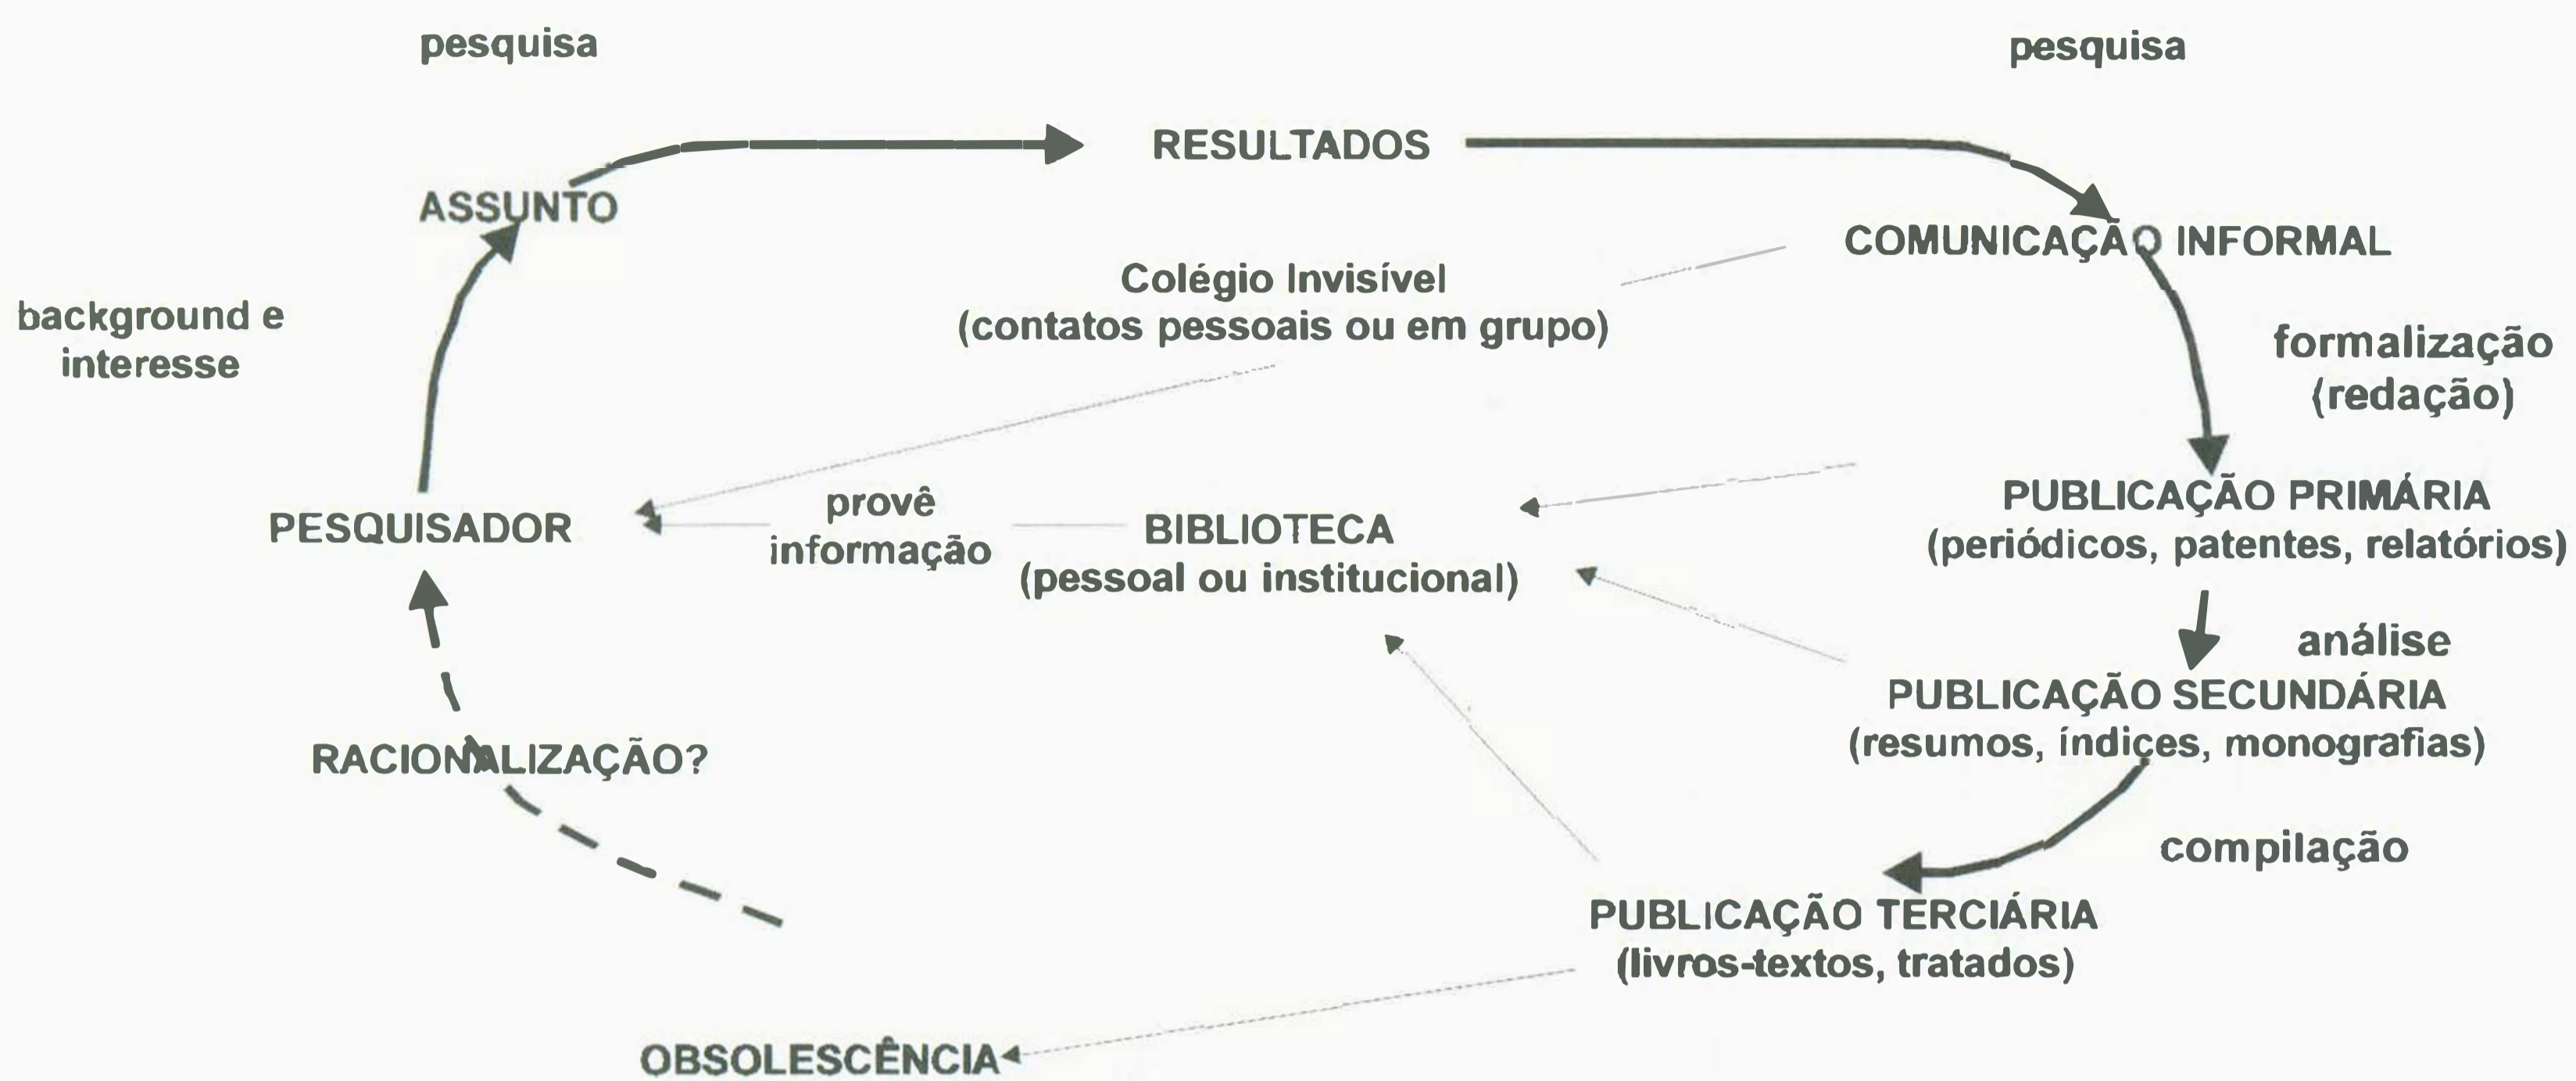 pesquisa
pesquisa
RESULTADOS
ASSUNTO
COMUNICAÇÃO INFORMAL
Colégio Invisível
(contatos pessoais ou em grupo)
background e
interesse
formalização
(redação)
PESQUISADOR
provê
informação
BIBLIOTECA
(pessoal ou institucional)
PUBLICAÇÃO PRIMÁRIA
(periódicos, patentes, relatórios)
análise
PUBLICAÇÃO SECUNDÁRIA
(resumos, índices, monografias)
RACIONALIZAÇÃO?
compilação
PUBLICAÇÃO TERCIÁRIA
(livros-textos, tratados)
OBSOLESCÊNCIA